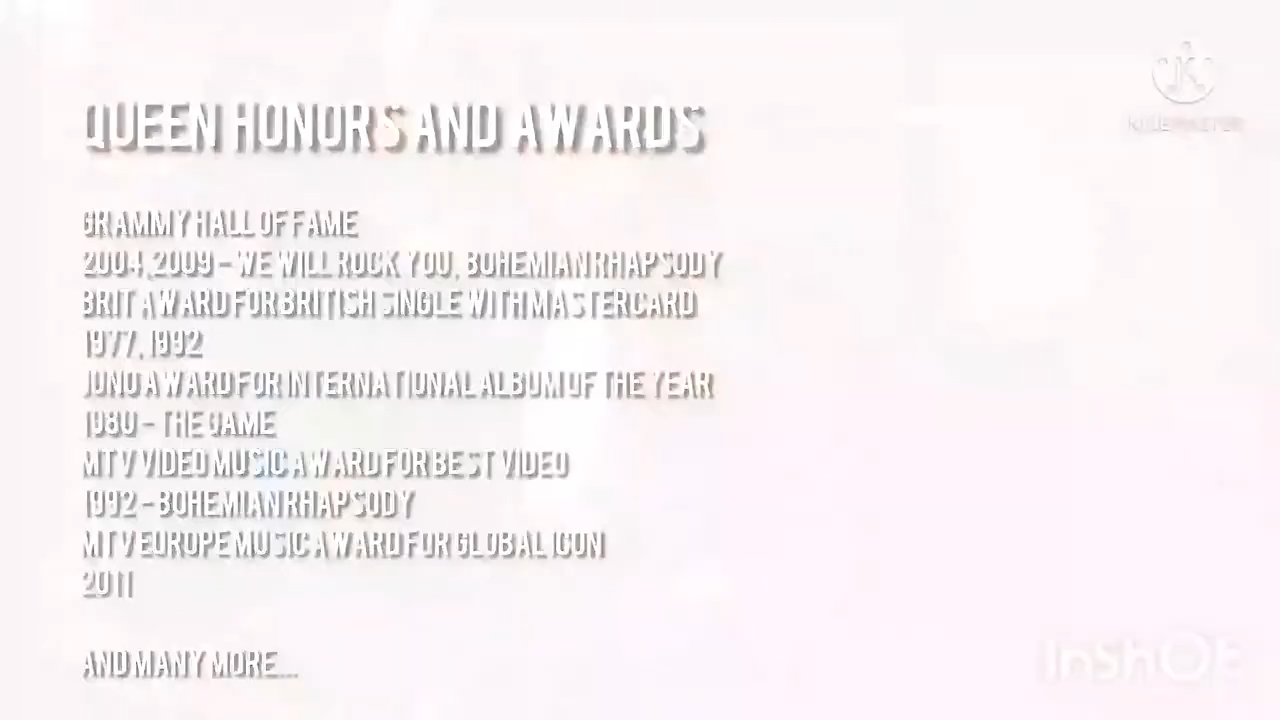 QUEEN HONORS AND AWARDS
KINEMASTER
GRAMMY HALL OF FAME
2004, 2009 - WE WILL ROCK YOU, BOHEMIAN RHAPSODY
BRIT AWARD FOR BRITISH SINGLE WITH MASTERCARD
1977, 1992
JUNO AWARD FOR INTERNATIONAL ALBUM OF THE YEAR
1980 - THE GAME
MTV VIDEO MUSIC AWARD FOR BEST VIDEO
1992 - BOHEMIAN RHAPSODY
MTV EUROPE MUSIC AWARD FOR GLOBAL ICON
2011
AND MANY MORE...
InShOt